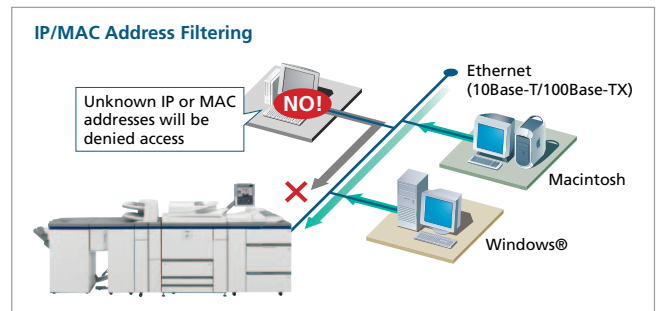 IP/MAC Address Filtering
Unknown IP or MAC
addresses will be
denied access
NO!
Ethernet
(10Base-T/100Base-TX)
Macintosh
Windows®